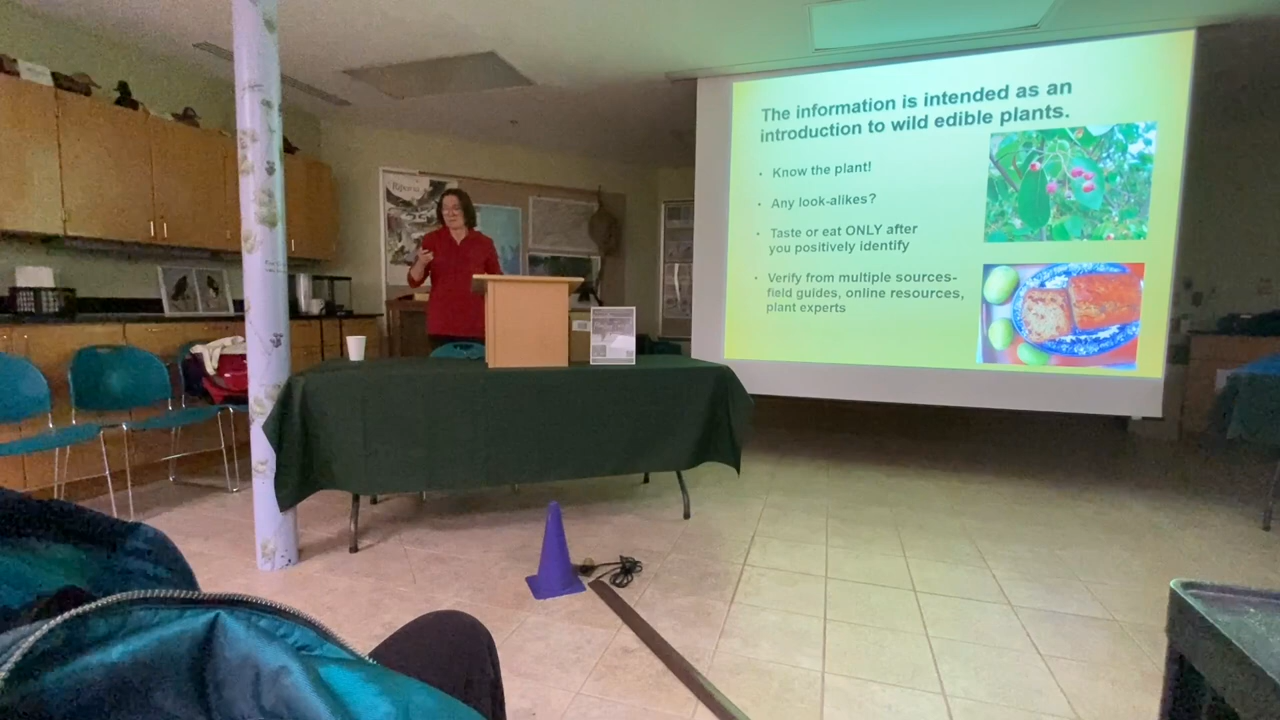 Riparia
The information is intended as an
introduction to wild edible plants.
• Know the plant!
• Any look-alikes?
• Taste or eat ONLY after
you positively identify
• Verify from multiple sources-
field guides, online resources,
plant experts